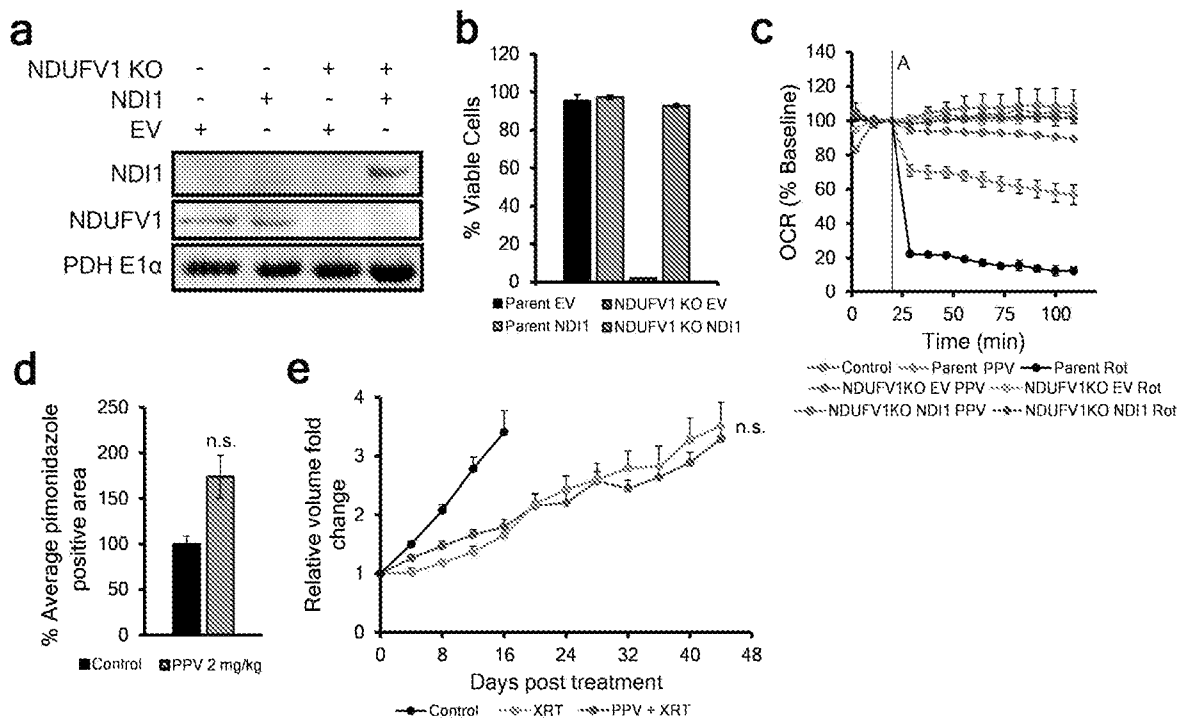 a
NDUFV1 KO - - + +
NDI1 - + - +
EV + - + -
NDI1
NDUFV1
PDH E1α
b
120
100
80
60
40
20
0
% Viable Cells
Parent EV NDUFV1 KO EV
Parent NDI1 NDUFV1 KO NDI1
c
140
120
100
80
60
40
20
0
OCR (% Baseline)
A
0 25 50 75 100
Time (min)
Control Parent PPV Parent Rot
NDUFV1KO EV PPV NDUFV1KO EV Rot
NDUFV1KO NDI1 PPV NDUFV1KO NDI1 Rot
d
250
200
150
100
50
0
% Average pimonidazole
positive area
n.s.
Control PPV 2 mg/kg
e
4
3
2
1
0
Relative volume fold
change
n.s.
0 8 16 24 32 40 48
Days post treatment
Control XRT PPV + XRT